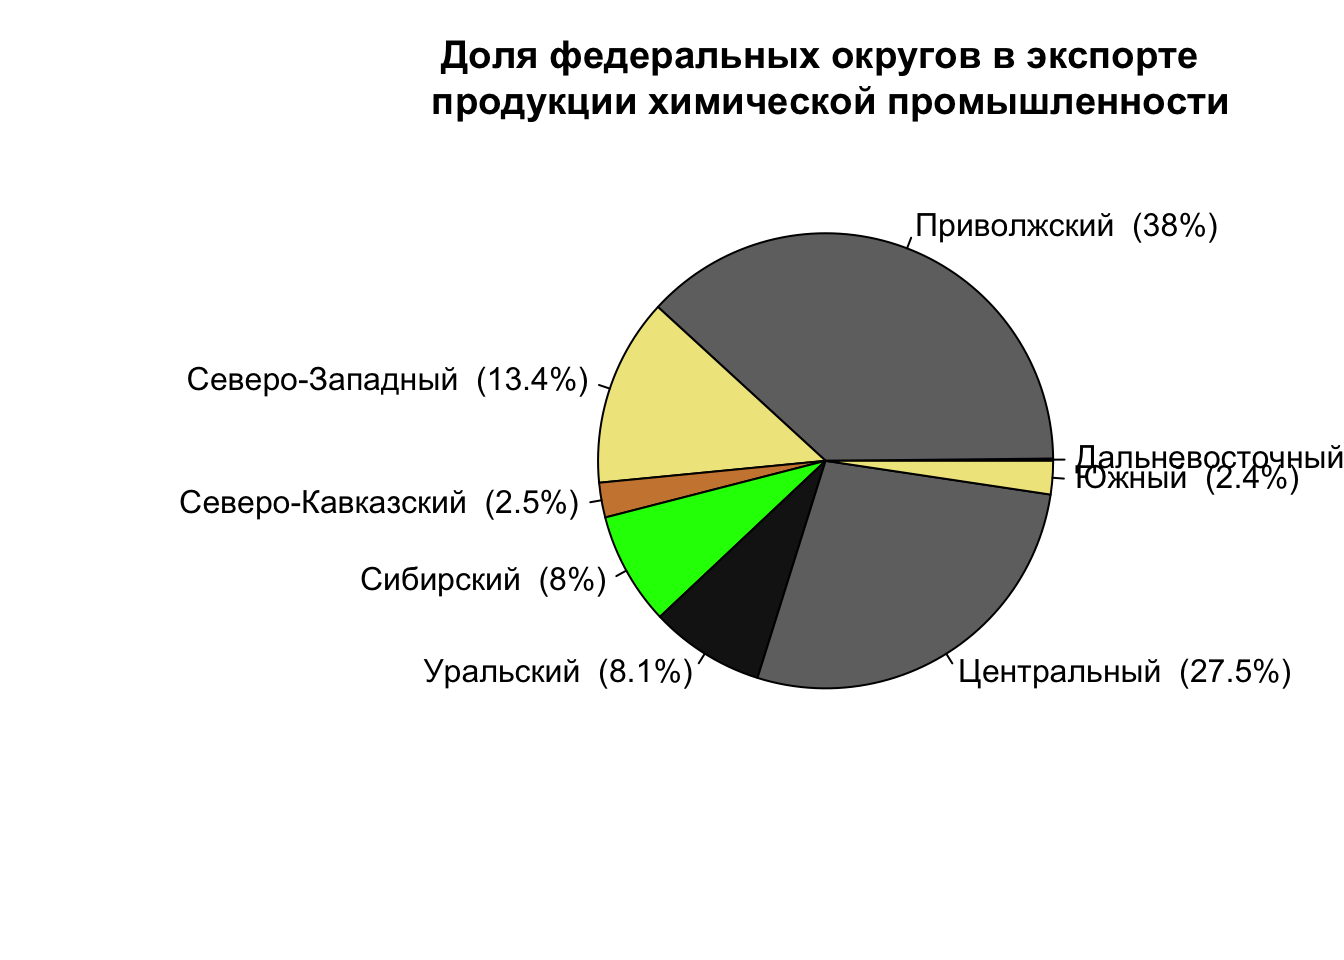 Доля федеральных округов в экспорте
продукции химической промышленности
Приволжский (38%)
Северо-Западный (13.4%)
Дальневосточный
Южный (2.4%)
Северо-Кавказский (2.5%)
Сибирский (8%)
Уральский (8.1%)
Центральный (27.5%)